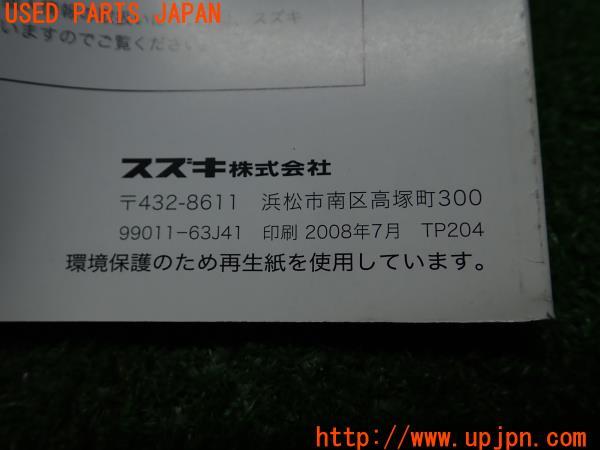 USED PARTS JAPAN
スズキ
いますのでご覧ください。
スズキ株式会社
〒432-8611 浜松市南区高塚町300
99011-63J41 印刷 2008年7月 TP204
環境保護のため再生紙を使用しています。
http://www.upjpn.com/